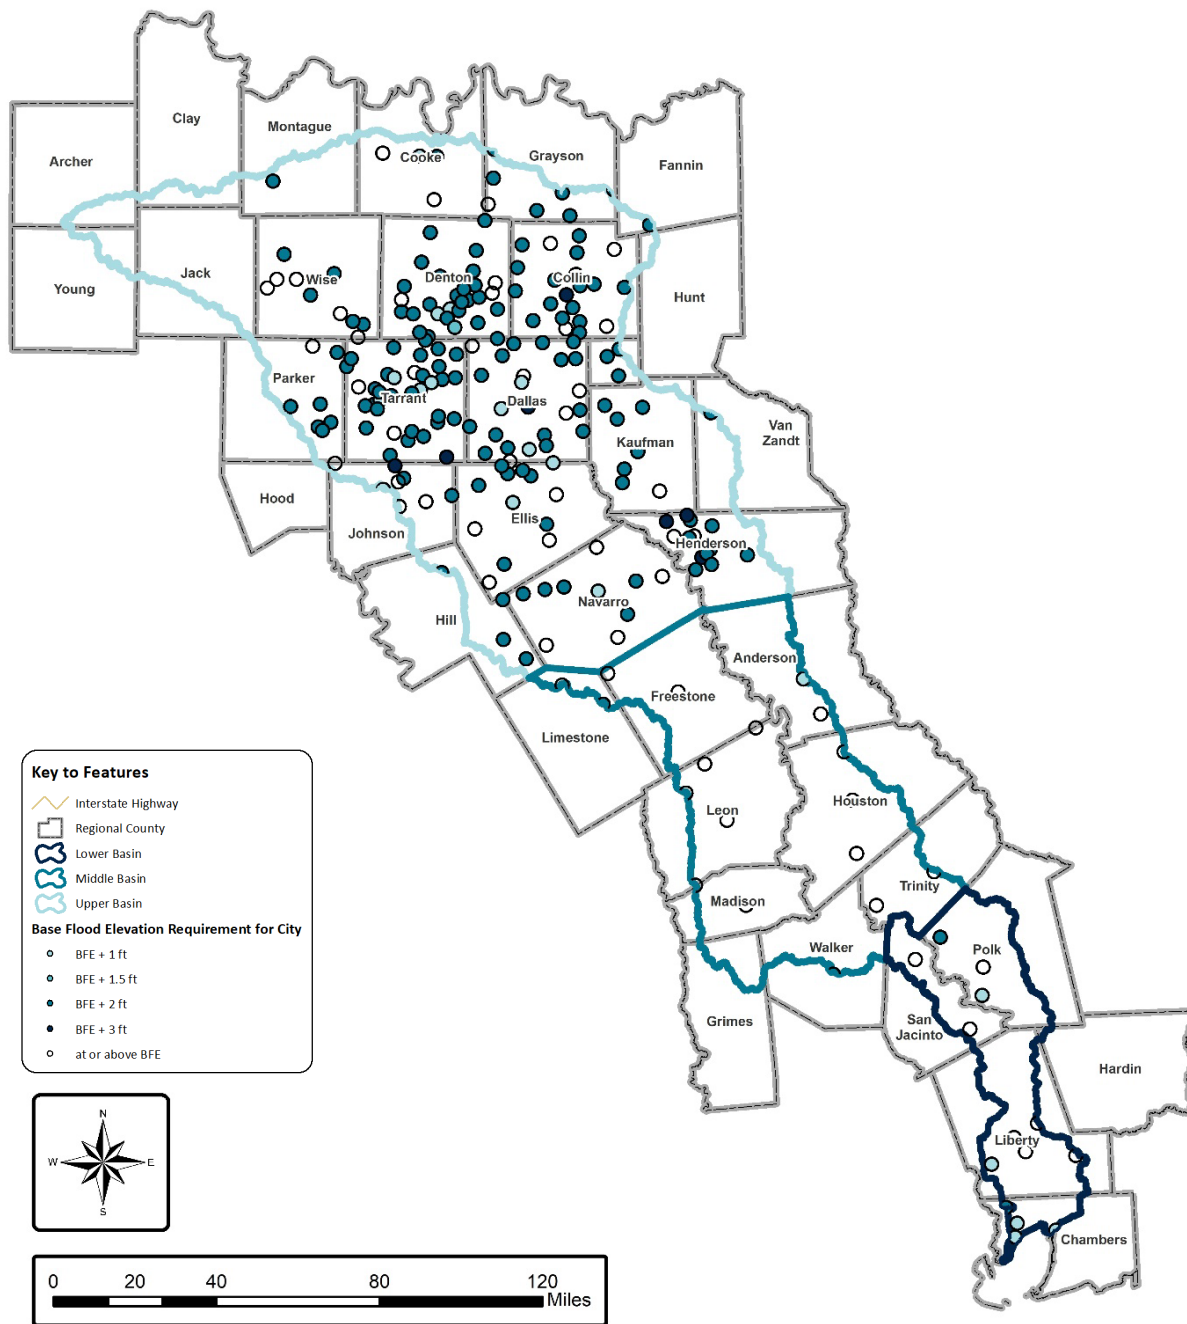 Clay
Montague
Archer
Cooke
Grayson
Fannin
Young
Jack
Wise
Denton
Collin
Hunt
Parker
Tarrant
Dallas
Kaufman
Van
Zandt
Hood
Johnson
Ellis
Henderson
Hill
Navarro
Anderson
Freestone
Limestone
Leon
Houston
Madison
Trinity
Walker
Polk
Grimes
San
Jacinto
Hardin
Liberty
Chambers
Key to Features
Interstate Highway
Regional County
Lower Basin
Middle Basin
Upper Basin
Base Flood Elevation Requirement for City
BFE + 1 ft
BFE + 1.5 ft
BFE + 2 ft
BFE + 3 ft
at or above BFE
N
W E
S
0 20 40 80 120
Miles